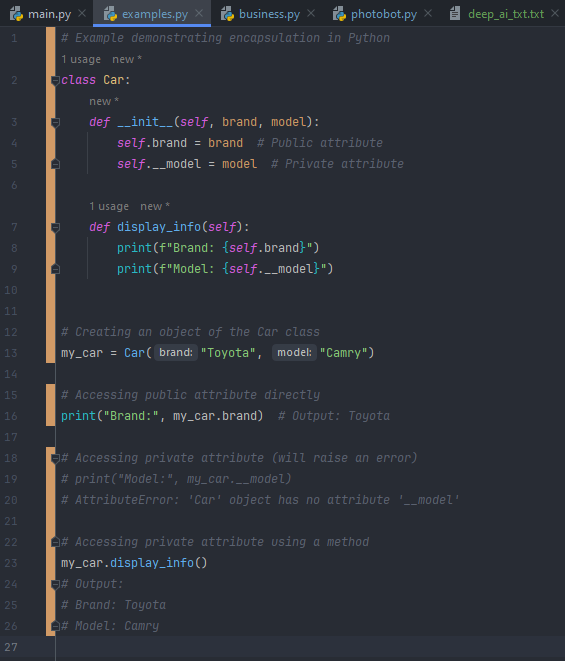 main.py examples.py business.py photobot.py deep_ai_txt.txt
1 # Example demonstrating encapsulation in Python
1 usage new *
2 class Car:
new *
3 def __init__(self, brand, model):
4 self.brand = brand # Public attribute
5 self.__model = model # Private attribute
6
1 usage new *
7 def display_info(self):
8 print(f"Brand: {self.brand}")
9 print(f"Model: {self.__model}")
10
11
12 # Creating an object of the Car class
13 my_car = Car( brand: "Toyota", model: "Camry")
14
15 # Accessing public attribute directly
16 print("Brand:", my_car.brand) # Output: Toyota
17
18 # Accessing private attribute (will raise an error)
19 # print("Model:", my_car.__model)
20 # AttributeError: 'Car' object has no attribute '__model'
21
22 # Accessing private attribute using a method
23 my_car.display_info()
24 # Output:
25 # Brand: Toyota
26 # Model: Camry
27